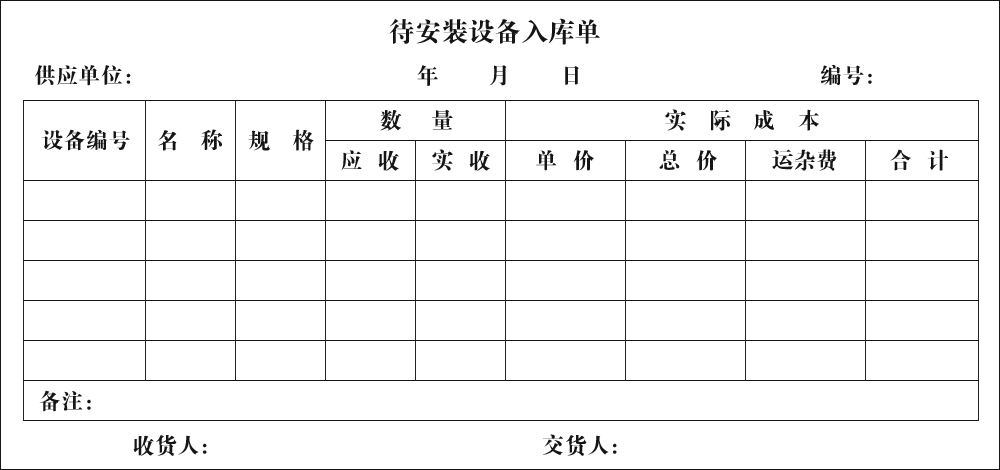 待安装设备入库单
供应单位： 年 月 日 编号：
设备编号 名 称 规 格 数 量 实 际 成 本
应 收 实 收 单 价 总 价 运杂费 合 计
备注：
收货人： 交货人：